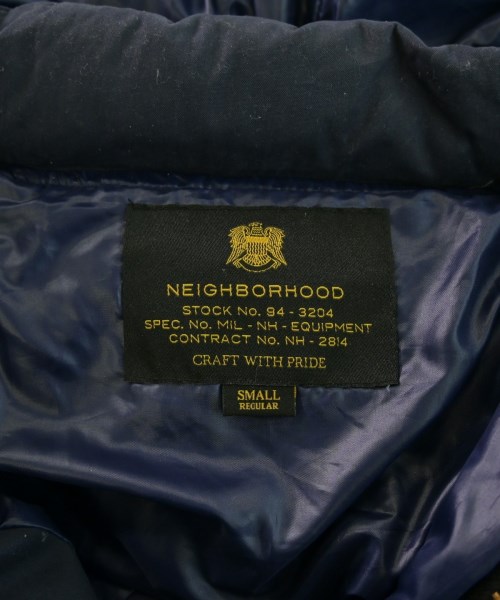 NEIGHBORHOOD
STOCK No. 94 - 3204
SPEC. No. MIL - NH - EQUIPMENT
CONTRACT No. NH - 2814
CRAFT WITH PRIDE
SMALL
REGULAR